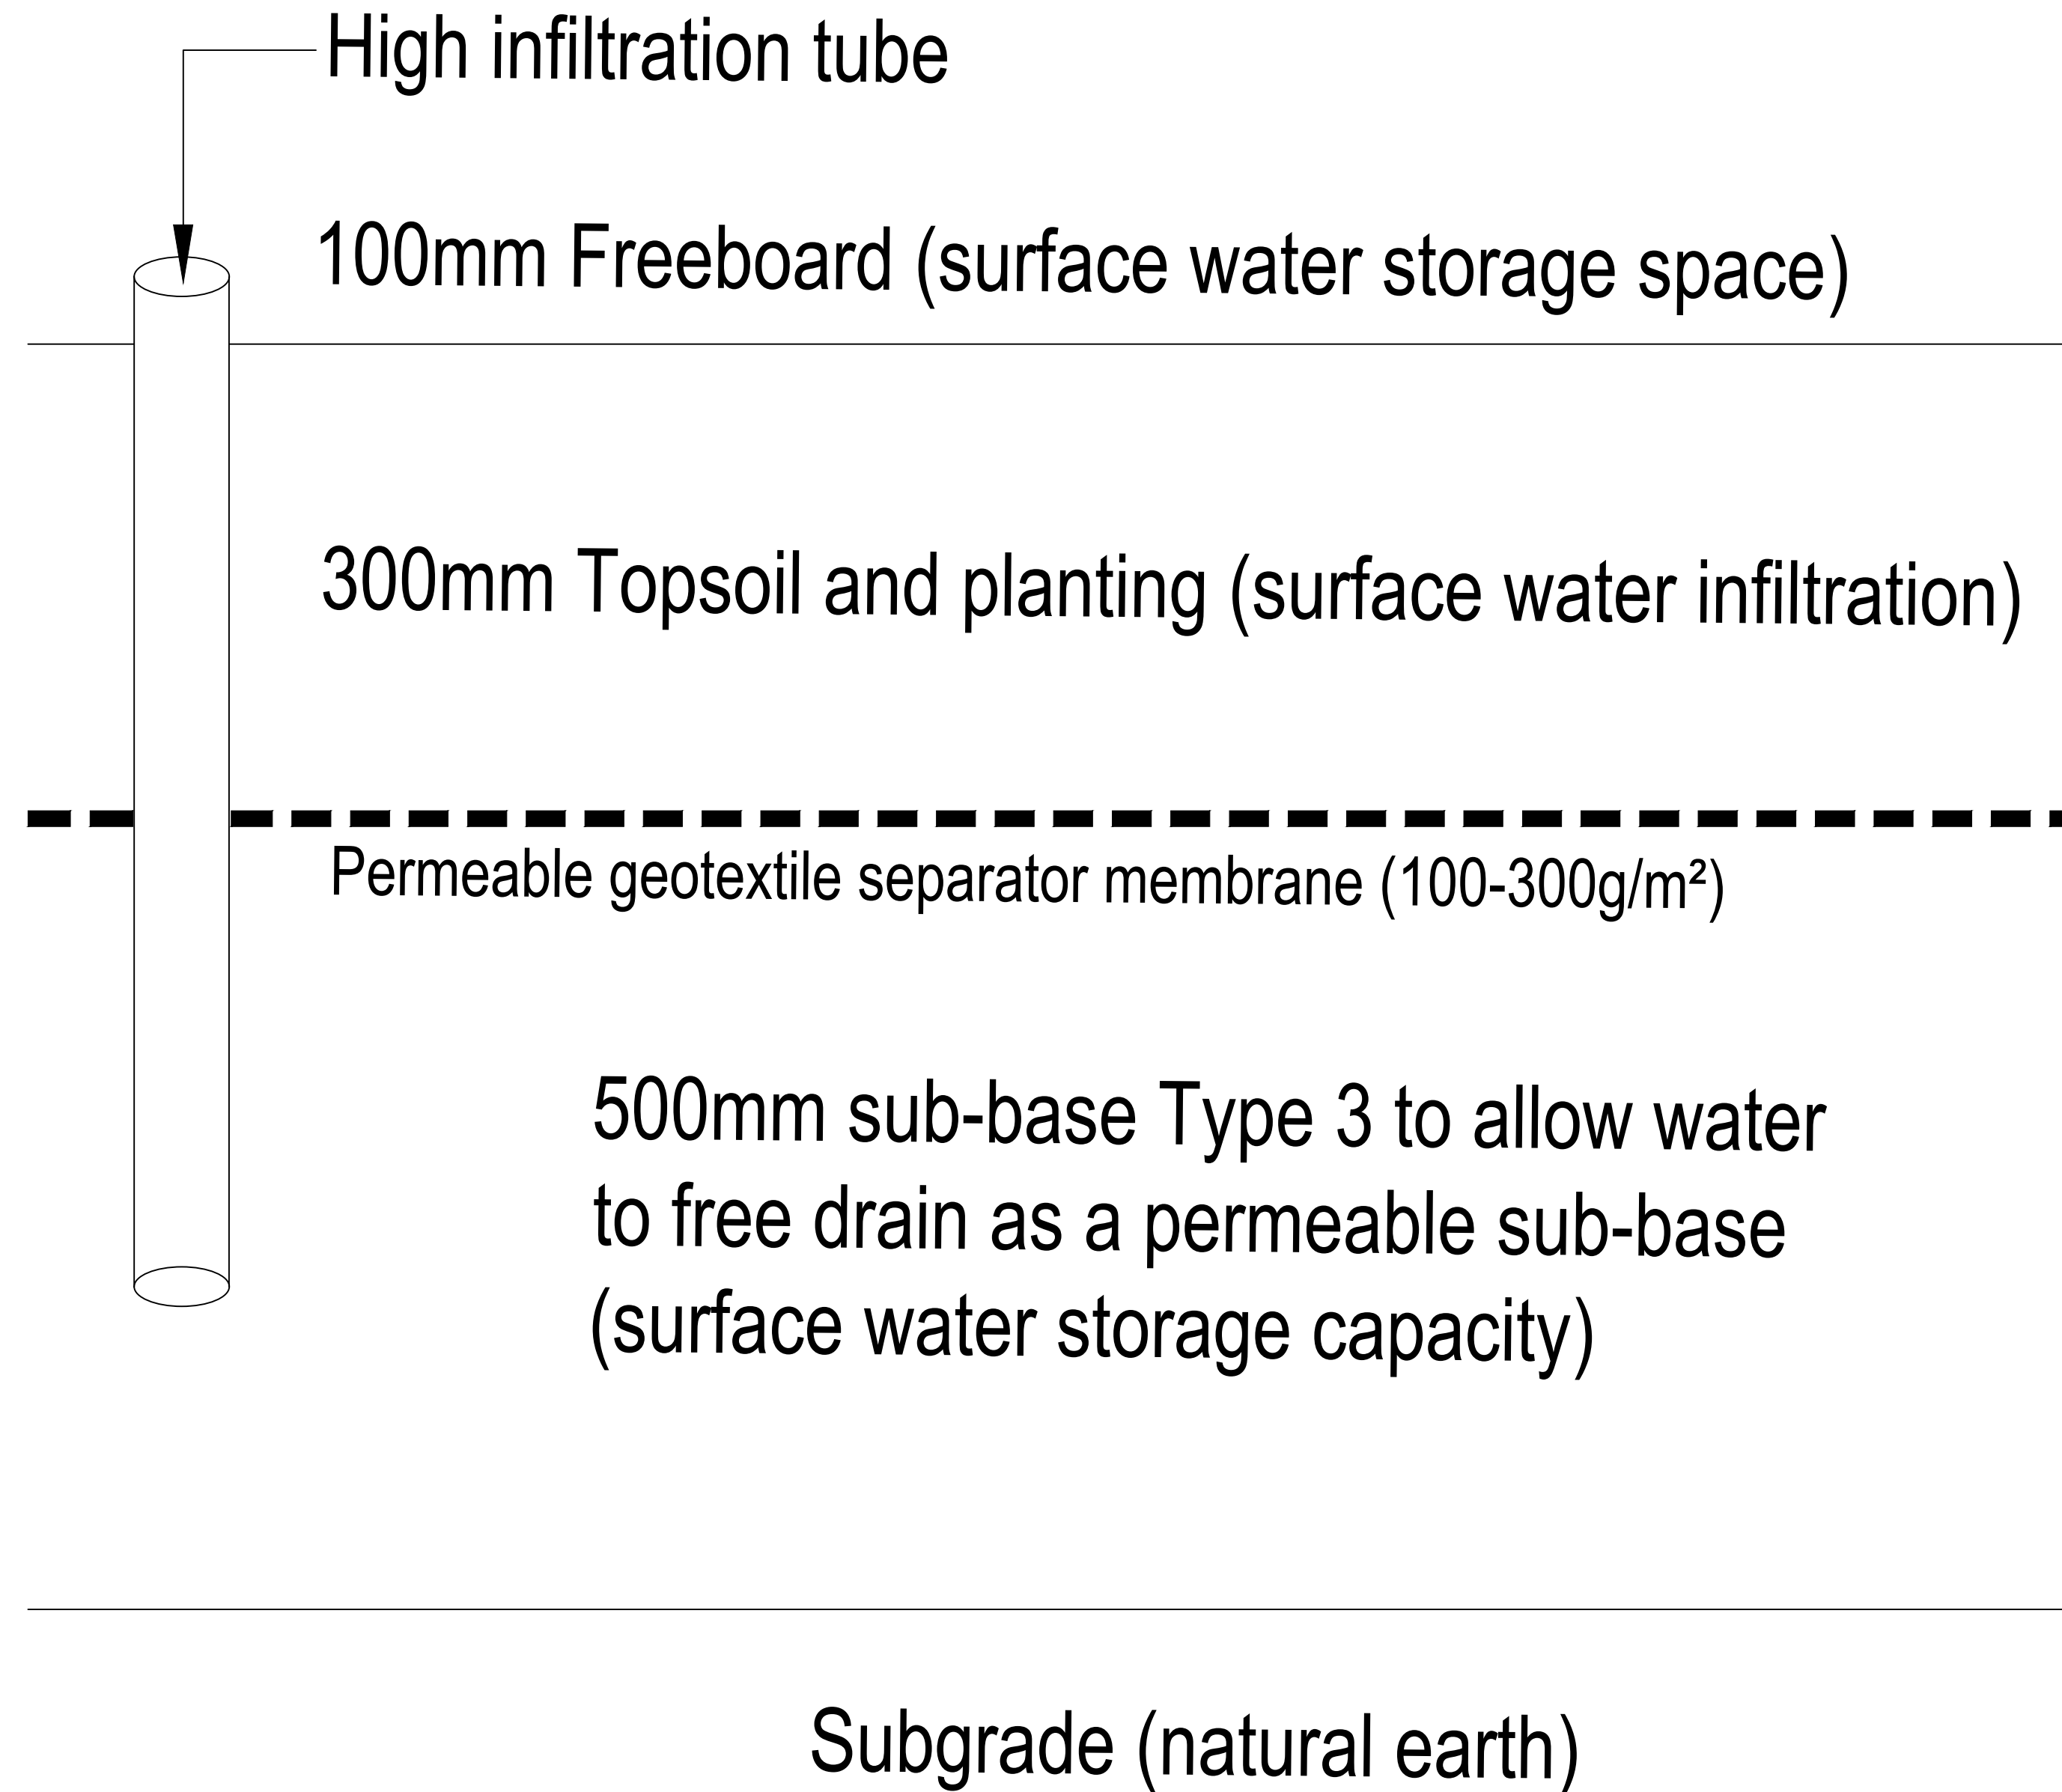 High infiltration tube
100mm Freeboard (surface water storage space)
300mm Topsoil and planting (surface water infiltration)
Permeable geotextile separator membrane (100-300g/m²)
500mm sub-base Type 3 to allow water
to free drain as a permeable sub-base
(surface water storage capacity)
Subgrade (natural earth)